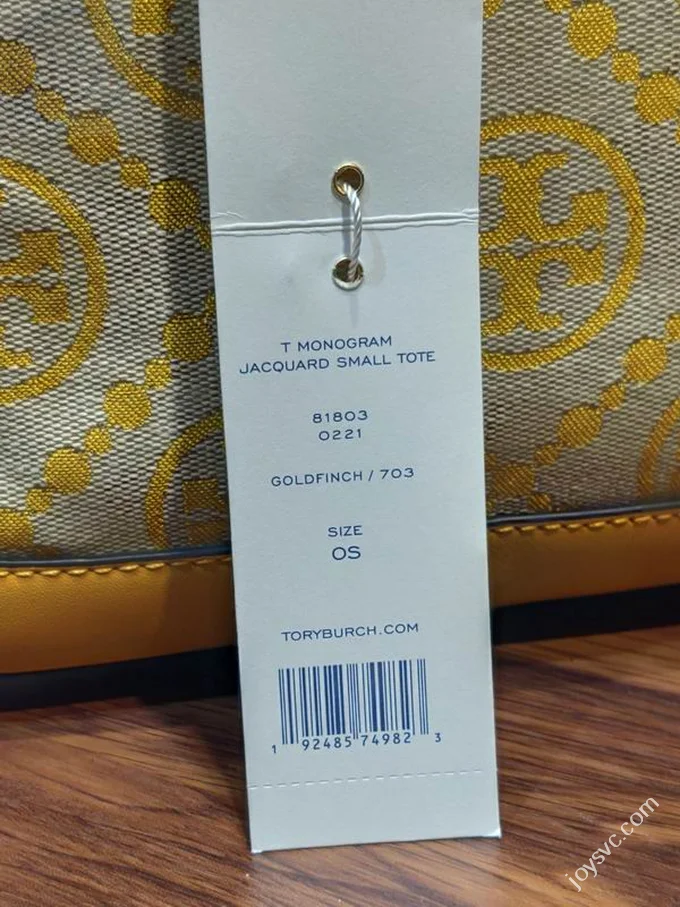 T MONOGRAM
JACQUARD SMALL TOTE
81803
0221
GOLDFINCH / 703
SIZE
OS
TORYBURCH.COM
1 92485 74982 3
joysvc.com